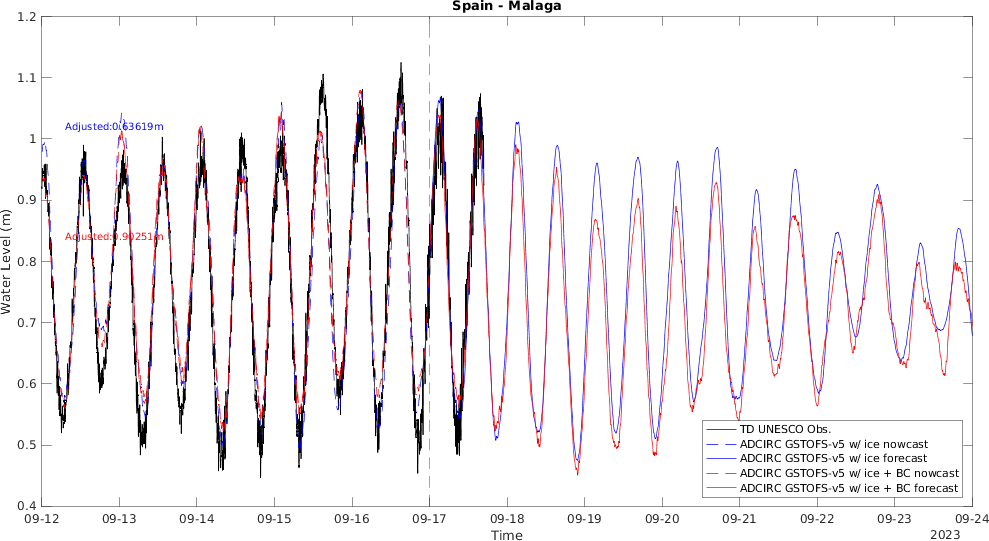 Spain - Malaga
1.2
1.1
1
0.9
0.8
0.7
0.6
0.5
0.4
Water Level (m)
Adjusted:0.63619m
Adjusted:0.90251m
TD UNESCO Obs.
ADCIRC GSTOFS-v5 w/ ice nowcast
ADCIRC GSTOFS-v5 w/ ice forecast
ADCIRC GSTOFS-v5 w/ ice + BC nowcast
ADCIRC GSTOFS-v5 w/ ice + BC forecast
09-12 09-13 09-14 09-15 09-16 09-17 09-18 09-19 09-20 09-21 09-22 09-23 09-24
Time
2023